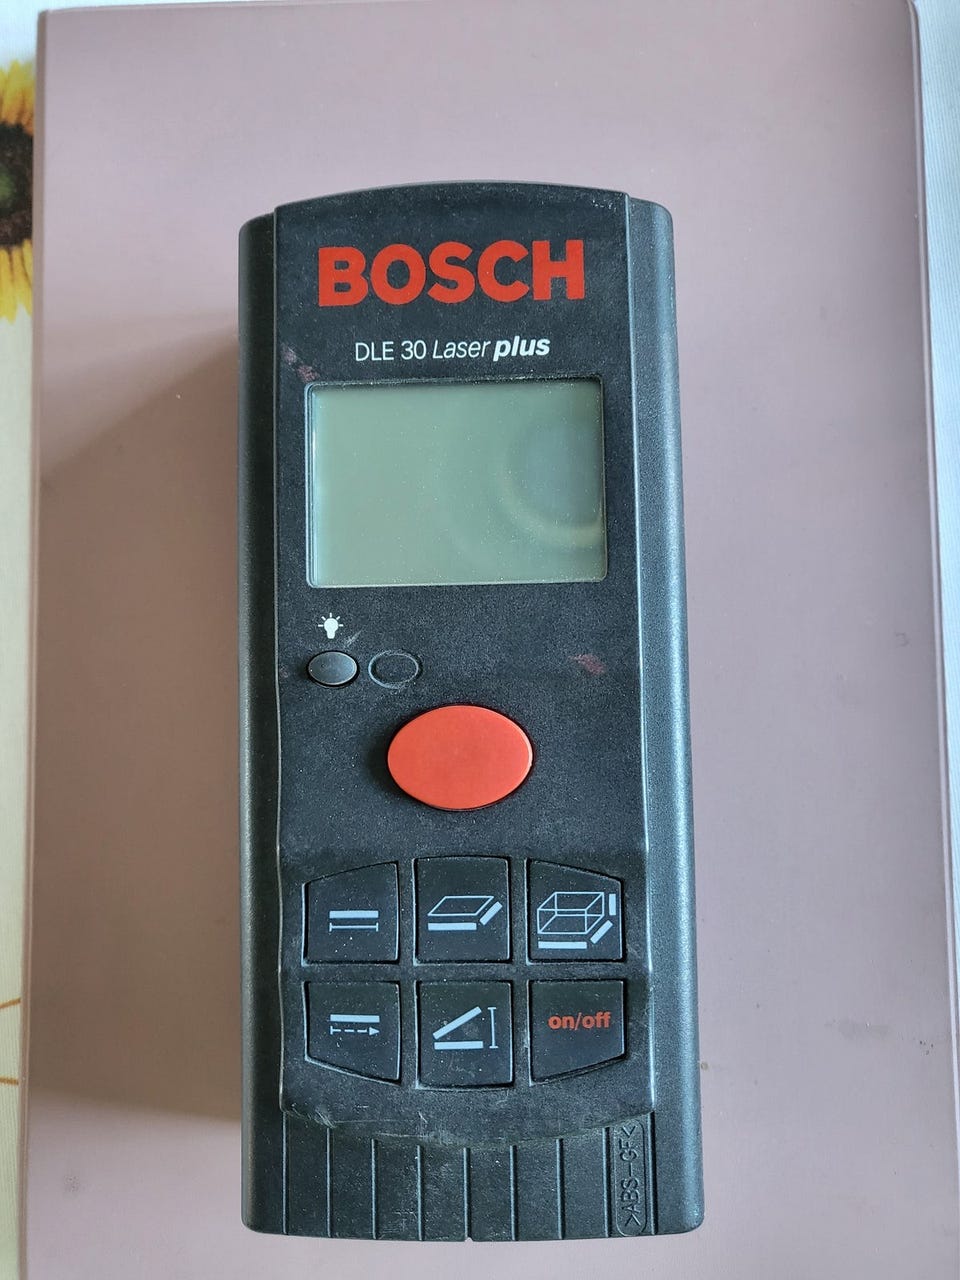 BOSCH
DLE 30 Laser plus
on/off
>ABS-GF<